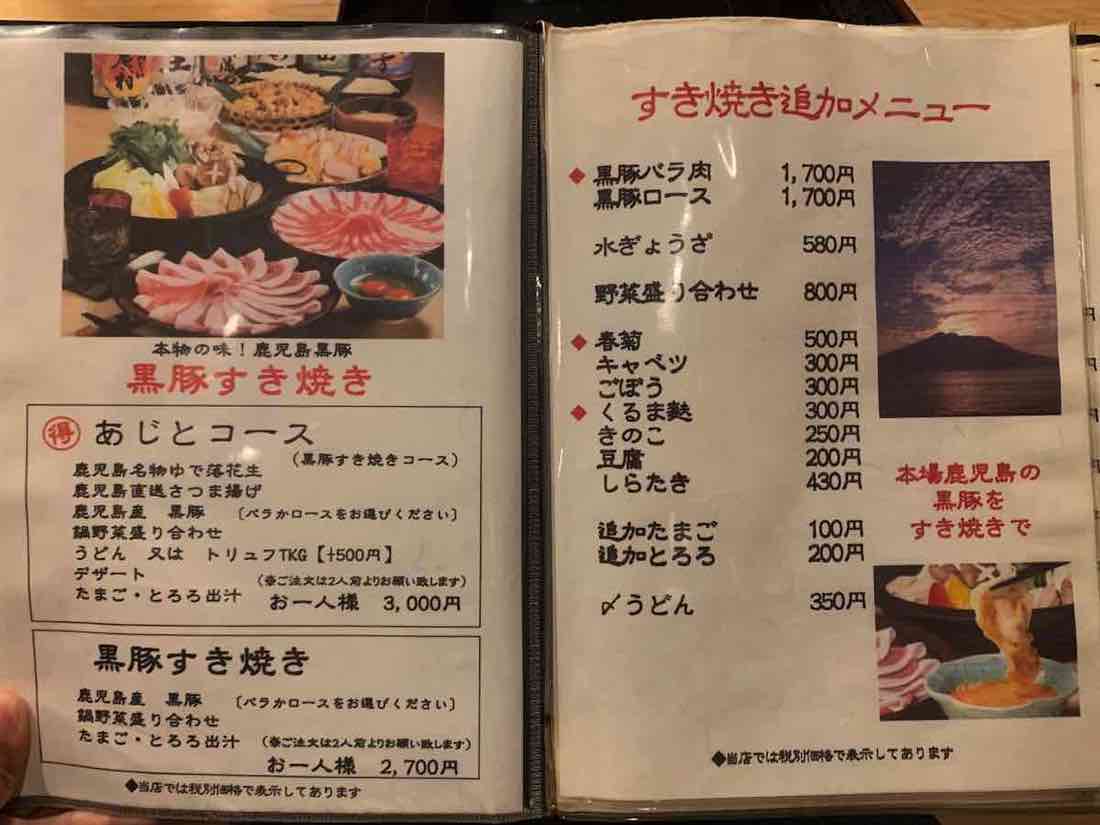 本物の味！鹿児島黒豚
黒豚すき焼き
得 あじとコース
（黒豚すき焼きコース）
鹿児島名物ゆで落花生
鹿児島直送さつま揚げ
鹿児島産　黒豚　〔バラかロースをお選びください〕
鍋野菜盛り合わせ
うどん　又は　トリュフTKG【+500円】
デザート
たまご・とろろ出汁
（※ご注文は2人前よりお願い致します）
お一人様　3,000円
黒豚すき焼き
鹿児島産　黒豚　〔バラかロースをお選びください〕
鍋野菜盛り合わせ
たまご・とろろ出汁　（※ご注文は2人前よりお願い致します）
お一人様　2,700円
◆当店では税別価格で表示してあります
すき焼き追加メニュー
◆ 黒豚バラ肉　1,700円
黒豚ロース　1,700円
水ぎょうざ　580円
野菜盛り合わせ　800円
◆ 春菊　500円
キャベツ　300円
ごぼう　300円
◆ くるま麩　300円
きのこ　250円
豆腐　200円
しらたき　430円
追加たまご　100円
追加とろろ　200円
〆うどん　350円
本場鹿児島の
黒豚を
すき焼きで
◆当店では税別価格で表示してあります